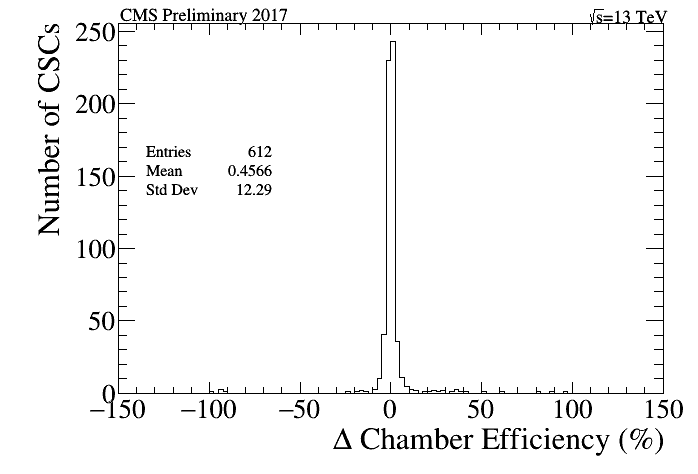 CMS Preliminary 2017
√s=13 TeV
Number of CSCs
250
200
150
100
50
0
Entries 612
Mean 0.4566
Std Dev 12.29
−150 −100 −50 0 50 100 150
Δ Chamber Efficiency (%)